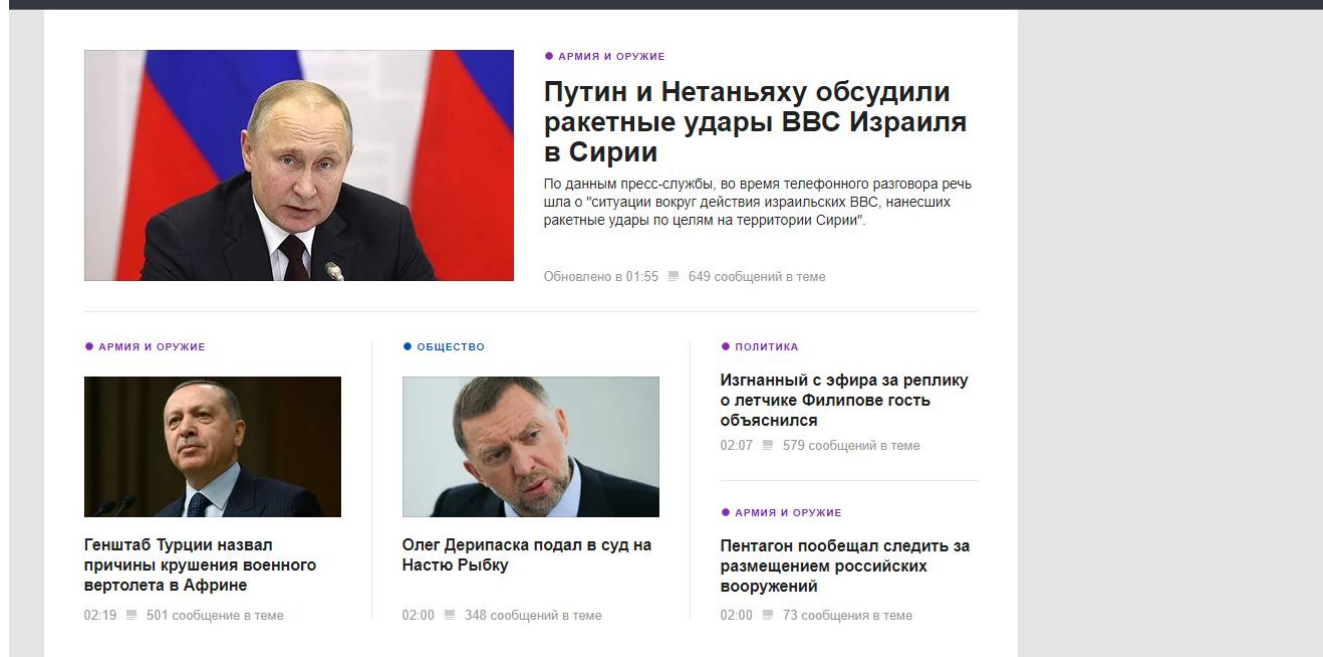 АРМИЯ И ОРУЖИЕ
Путин и Нетаньяху обсудили
ракетные удары ВВС Израиля
в Сирии
По данным пресс-службы, во время телефонного разговора речь
шла о "ситуации вокруг действия израильских ВВС, нанесших
ракетные удары по целям на территории Сирии".
Обновлено в 01:55 649 сообщений в теме
АРМИЯ И ОРУЖИЕ
Генштаб Турции назвал
причины крушения военного
вертолета в Африне
02:19 501 сообщение в теме
ОБЩЕСТВО
Олег Дерипаска подал в суд на
Настю Рыбку
02:00 348 сообщений в теме
ПОЛИТИКА
Изгнанный с эфира за реплику
о летчике Филипове гость
объяснился
02:07 579 сообщений в теме
АРМИЯ И ОРУЖИЕ
Пентагон пообещал следить за
размещением российских
вооружений
02:00 73 сообщения в теме